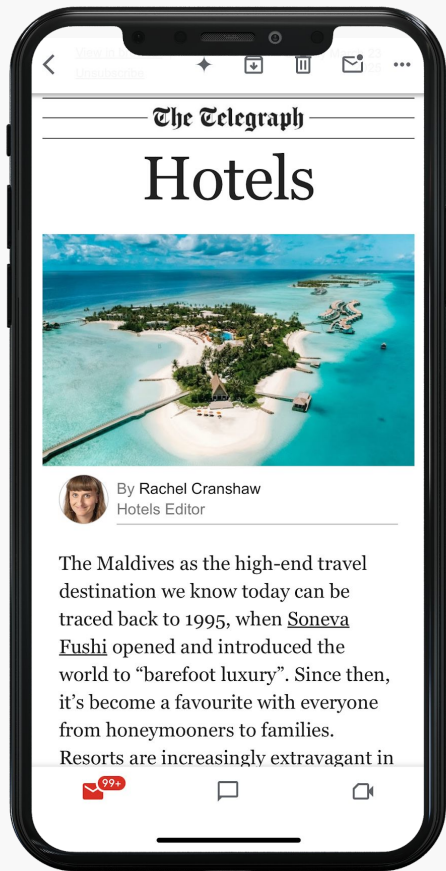 The Telegraph
Hotels
By Rachel Cranshaw
Hotels Editor
The Maldives as the high-end travel
destination we know today can be
traced back to 1995, when Soneva
Fushi opened and introduced the
world to “barefoot luxury”. Since then,
it’s become a favourite with everyone
from honeymooners to families.
Resorts are increasingly extravagant in
99+